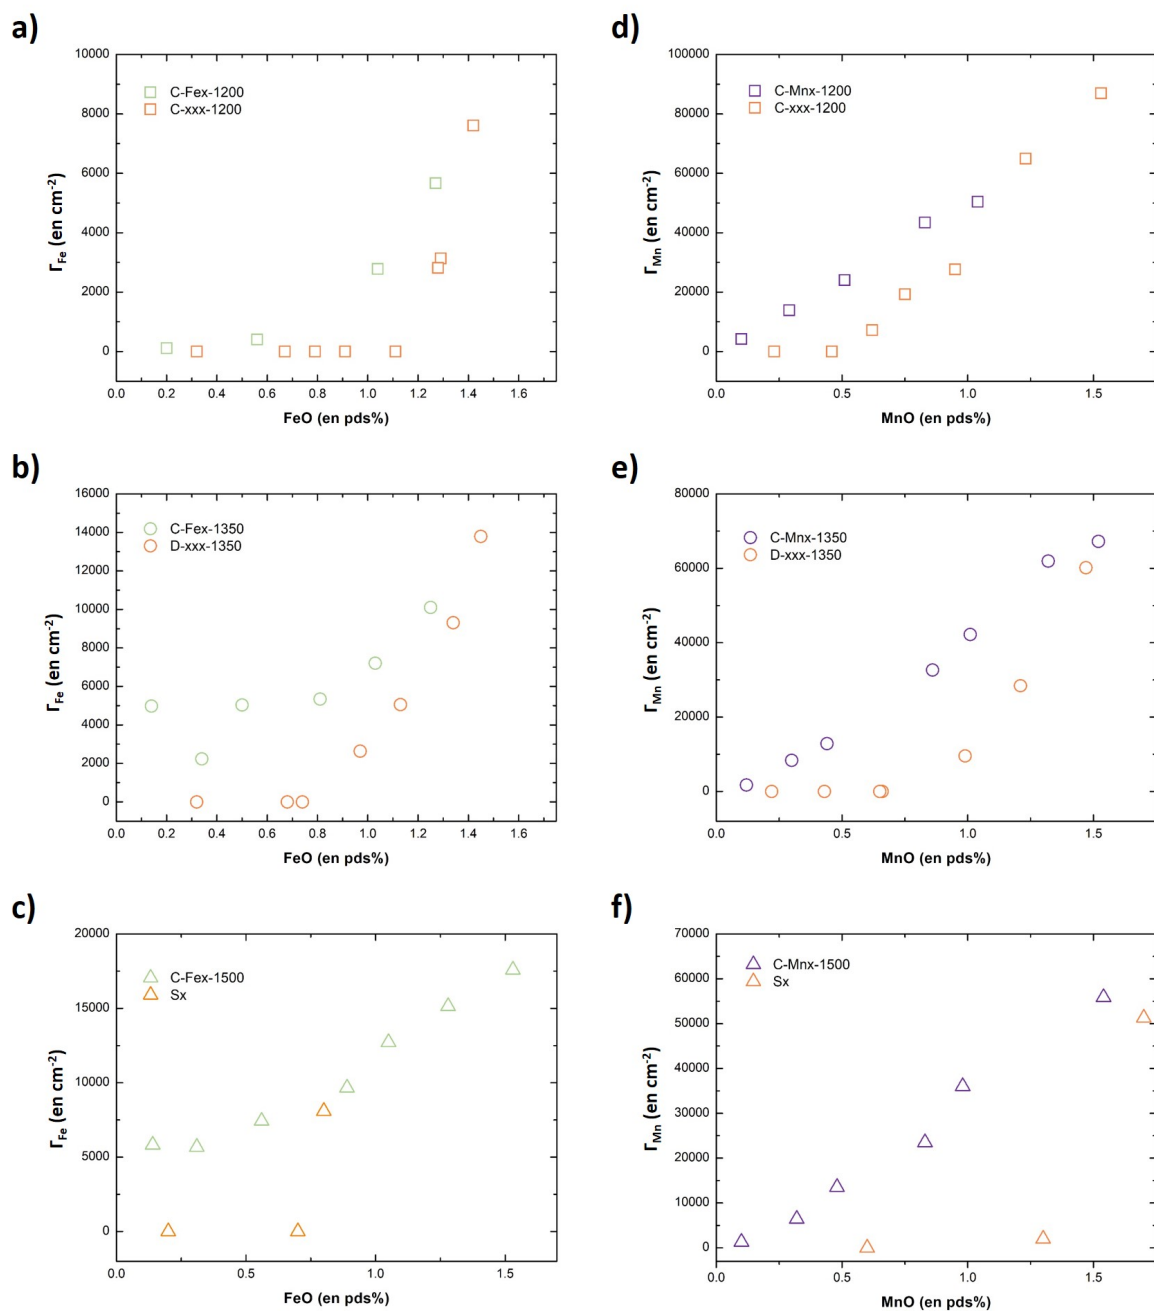 a)
10000
8000
6000
4000
2000
0
ΓFe (en cm-2)
C-Fex-1200
C-xxx-1200
0.0 0.2 0.4 0.6 0.8 1.0 1.2 1.4 1.6
FeO (en pds%)
d)
100000
80000
60000
40000
20000
0
ΓMn (en cm-2)
C-Mnx-1200
C-xxx-1200
0.0 0.5 1.0 1.5
MnO (en pds%)
b)
16000
14000
12000
10000
8000
6000
4000
2000
0
ΓFe (en cm-2)
C-Fex-1350
D-xxx-1350
0.0 0.2 0.4 0.6 0.8 1.0 1.2 1.4 1.6
FeO (en pds%)
e)
80000
60000
40000
20000
0
ΓMn (en cm-2)
C-Mnx-1350
D-xxx-1350
0.0 0.5 1.0 1.5
MnO (en pds%)
c)
20000
15000
10000
5000
0
ΓFe (en cm-2)
C-Fex-1500
Sx
0.0 0.5 1.0 1.5
FeO (en pds%)
f)
70000
60000
50000
40000
30000
20000
10000
0
ΓMn (en cm-2)
C-Mnx-1500
Sx
0.0 0.5 1.0 1.5
MnO (en pds%)